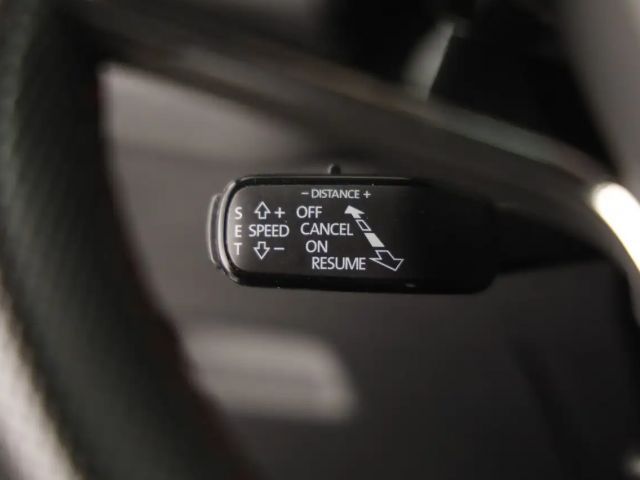 − DISTANCE +
S + OFF
E SPEED CANCEL
T − ON
RESUME